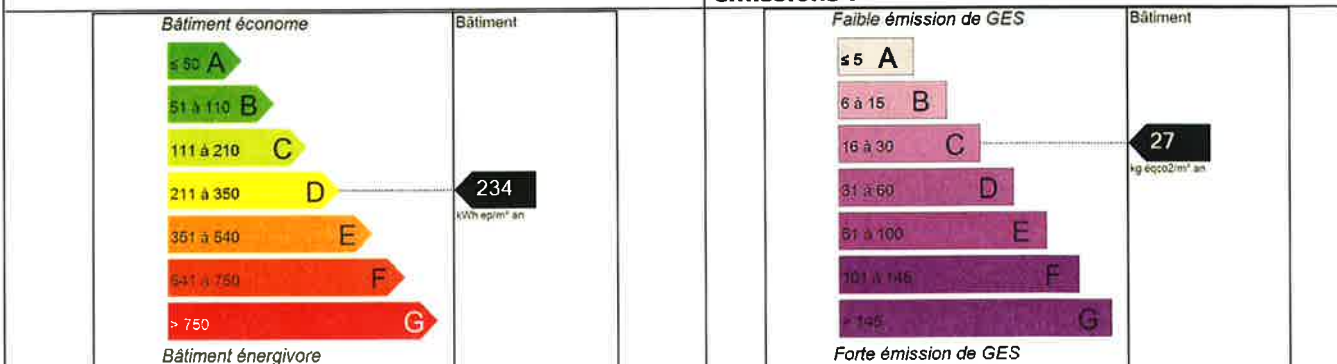 Bâtiment économe
Bâtiment
≤ 50 A
51 à 110 B
111 à 210 C
211 à 350 D
234
kWh ep/m² an
351 à 540 E
541 à 750 F
> 750 G
Bâtiment énergivore
Faible émission de GES
Bâtiment
≤ 5 A
6 à 15 B
16 à 30 C
27
kg éqco2/m² an
31 à 60 D
61 à 100 E
101 à 145 F
> 145 G
Forte émission de GES